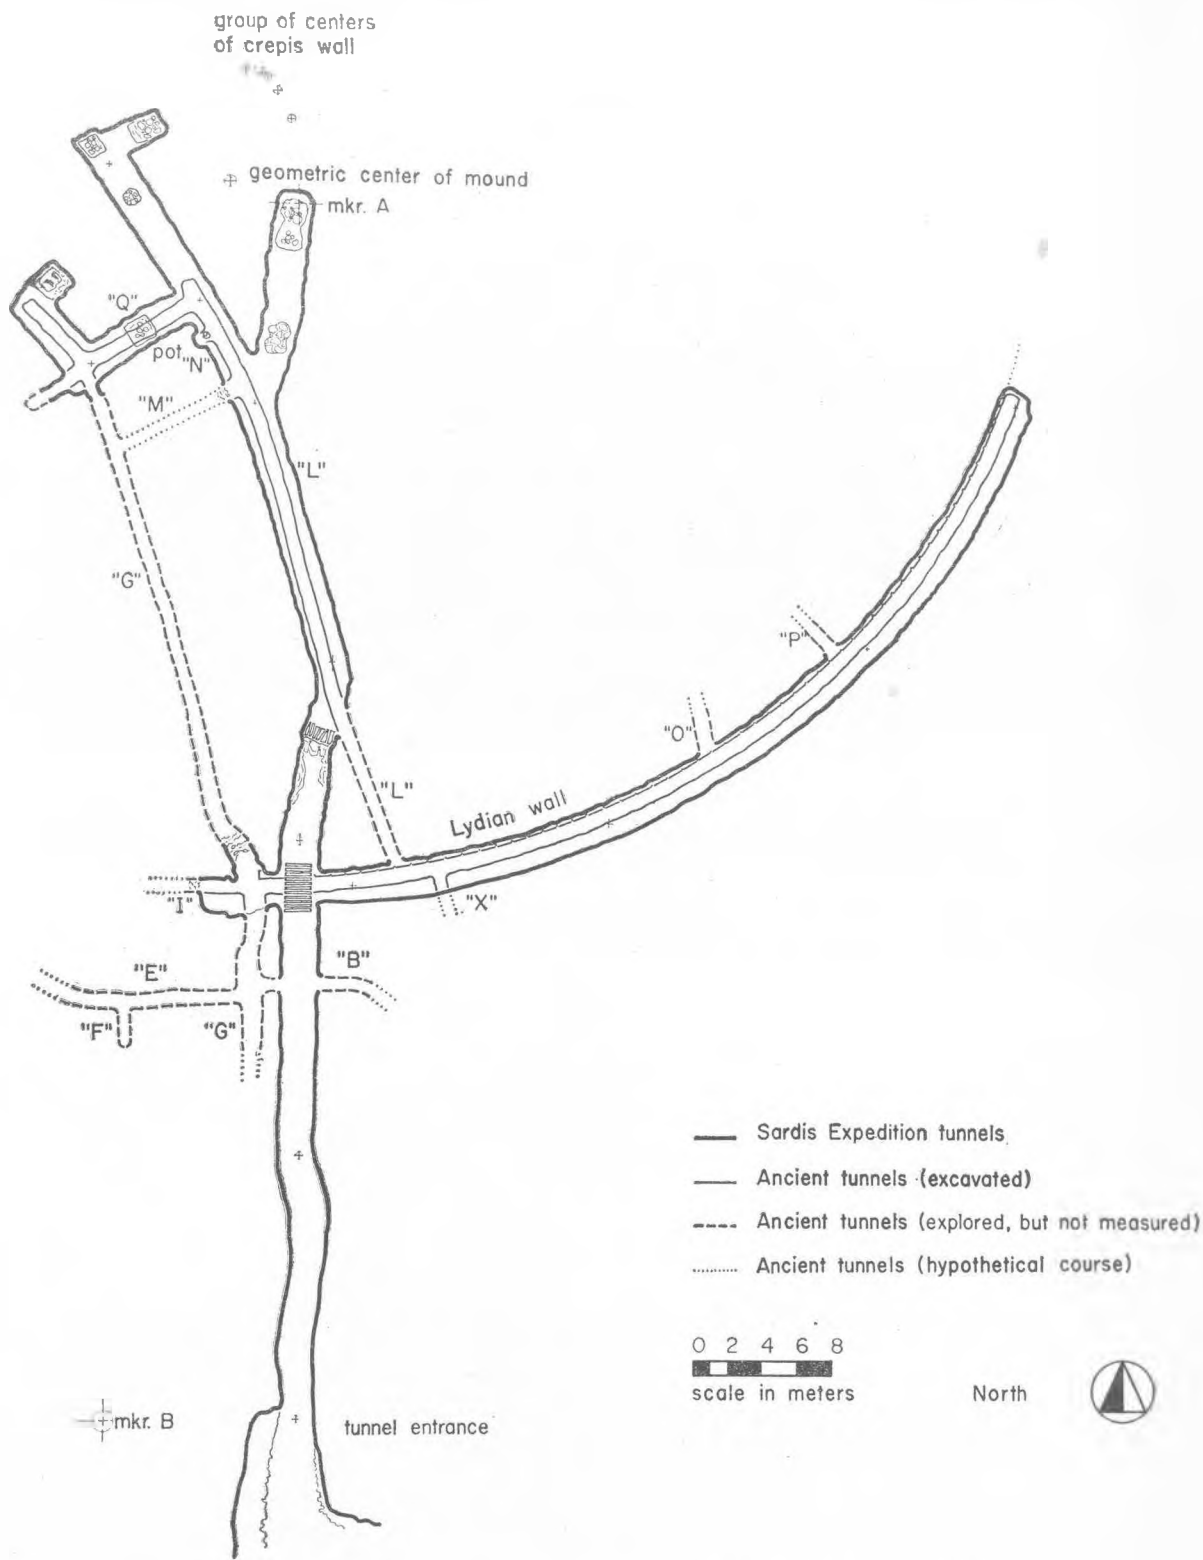 group of centers
of crepis wall
geometric center of mound
mkr. A
"Q"
pot "N"
"M"
"L"
"G"
"P"
"O"
"L"
Lydian wall
"I"
"X"
"E"
"B"
"F"
"G"
Sardis Expedition tunnels
Ancient tunnels (excavated)
Ancient tunnels (explored, but not measured)
Ancient tunnels (hypothetical course)
0 2 4 6 8
scale in meters
North
mkr. B
tunnel entrance